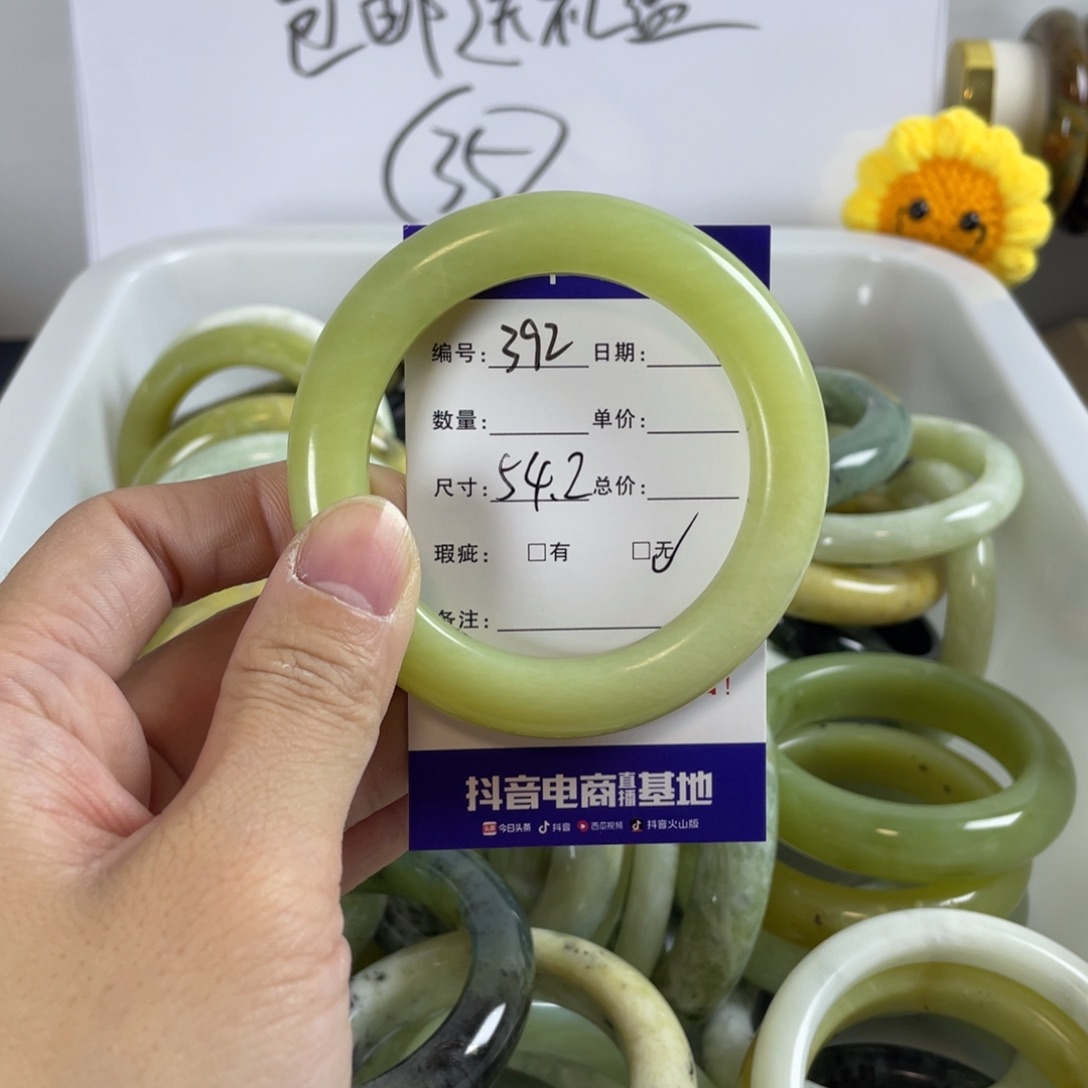 包邮送礼盒
35
编号: 392 日期:
数量: 单价:
尺寸: 54.2 总价:
瑕疵: □有 □无✓
备注:
!
抖音电商直播基地
今日头条 抖音 西瓜视频 抖音火山版